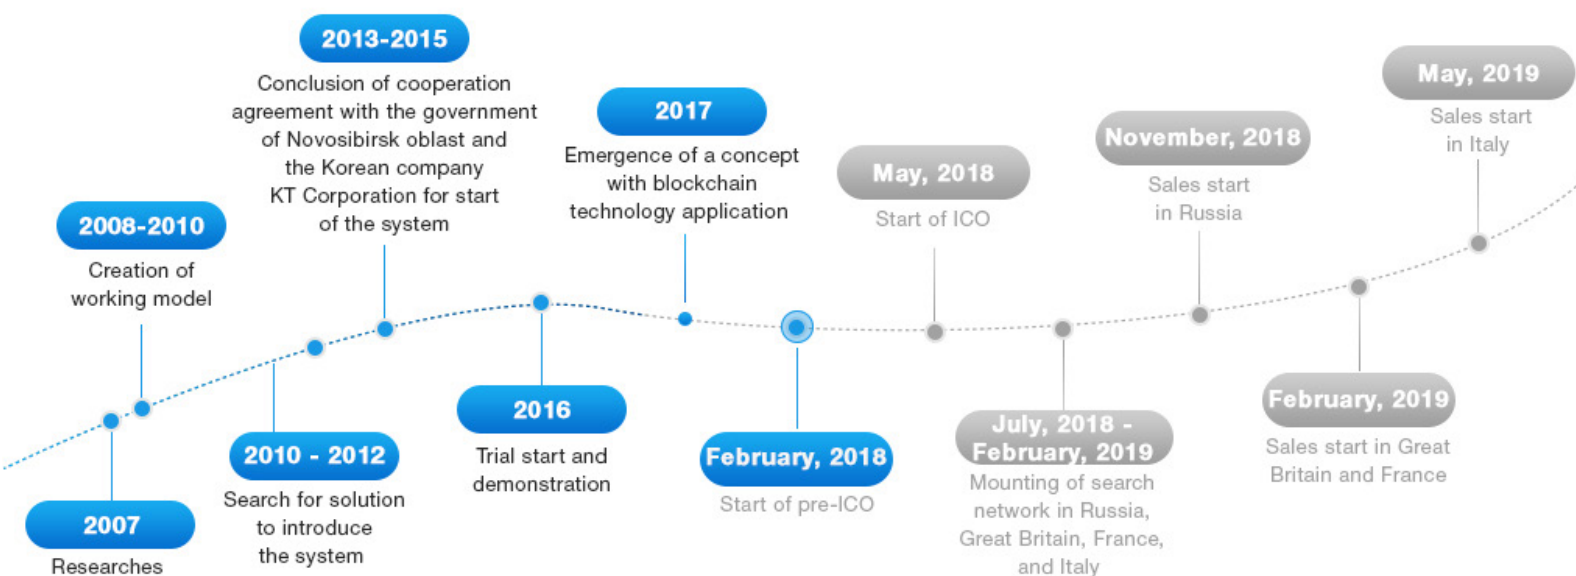 2007
Researches
2008-2010
Creation of
working model
2010 - 2012
Search for solution
to introduce
the system
2013-2015
Conclusion of cooperation
agreement with the government
of Novosibirsk oblast and
the Korean company
KT Corporation for start
of the system
2016
Trial start and
demonstration
2017
Emergence of a concept
with blockchain
technology application
February, 2018
Start of pre-ICO
May, 2018
Start of ICO
July, 2018 -
February, 2019
Mounting of search
network in Russia,
Great Britain, France,
and Italy
November, 2018
Sales start
in Russia
February, 2019
Sales start in Great
Britain and France
May, 2019
Sales start
in Italy